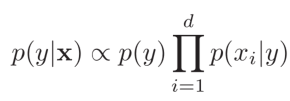 p(y|𝐱) ∝ p(y) ∏_{i=1}^{d} p(x_i|y)